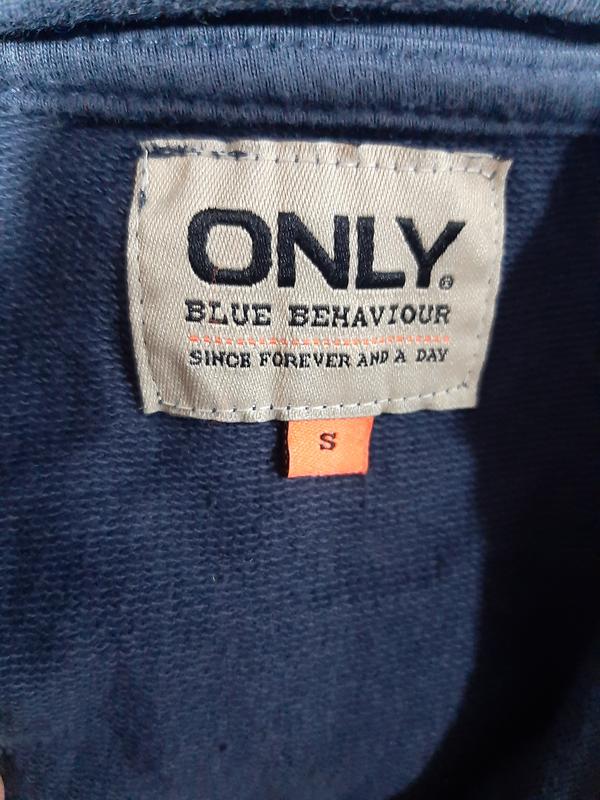 ONLY®
BLUE BEHAVIOUR
SINCE FOREVER AND A DAY
S